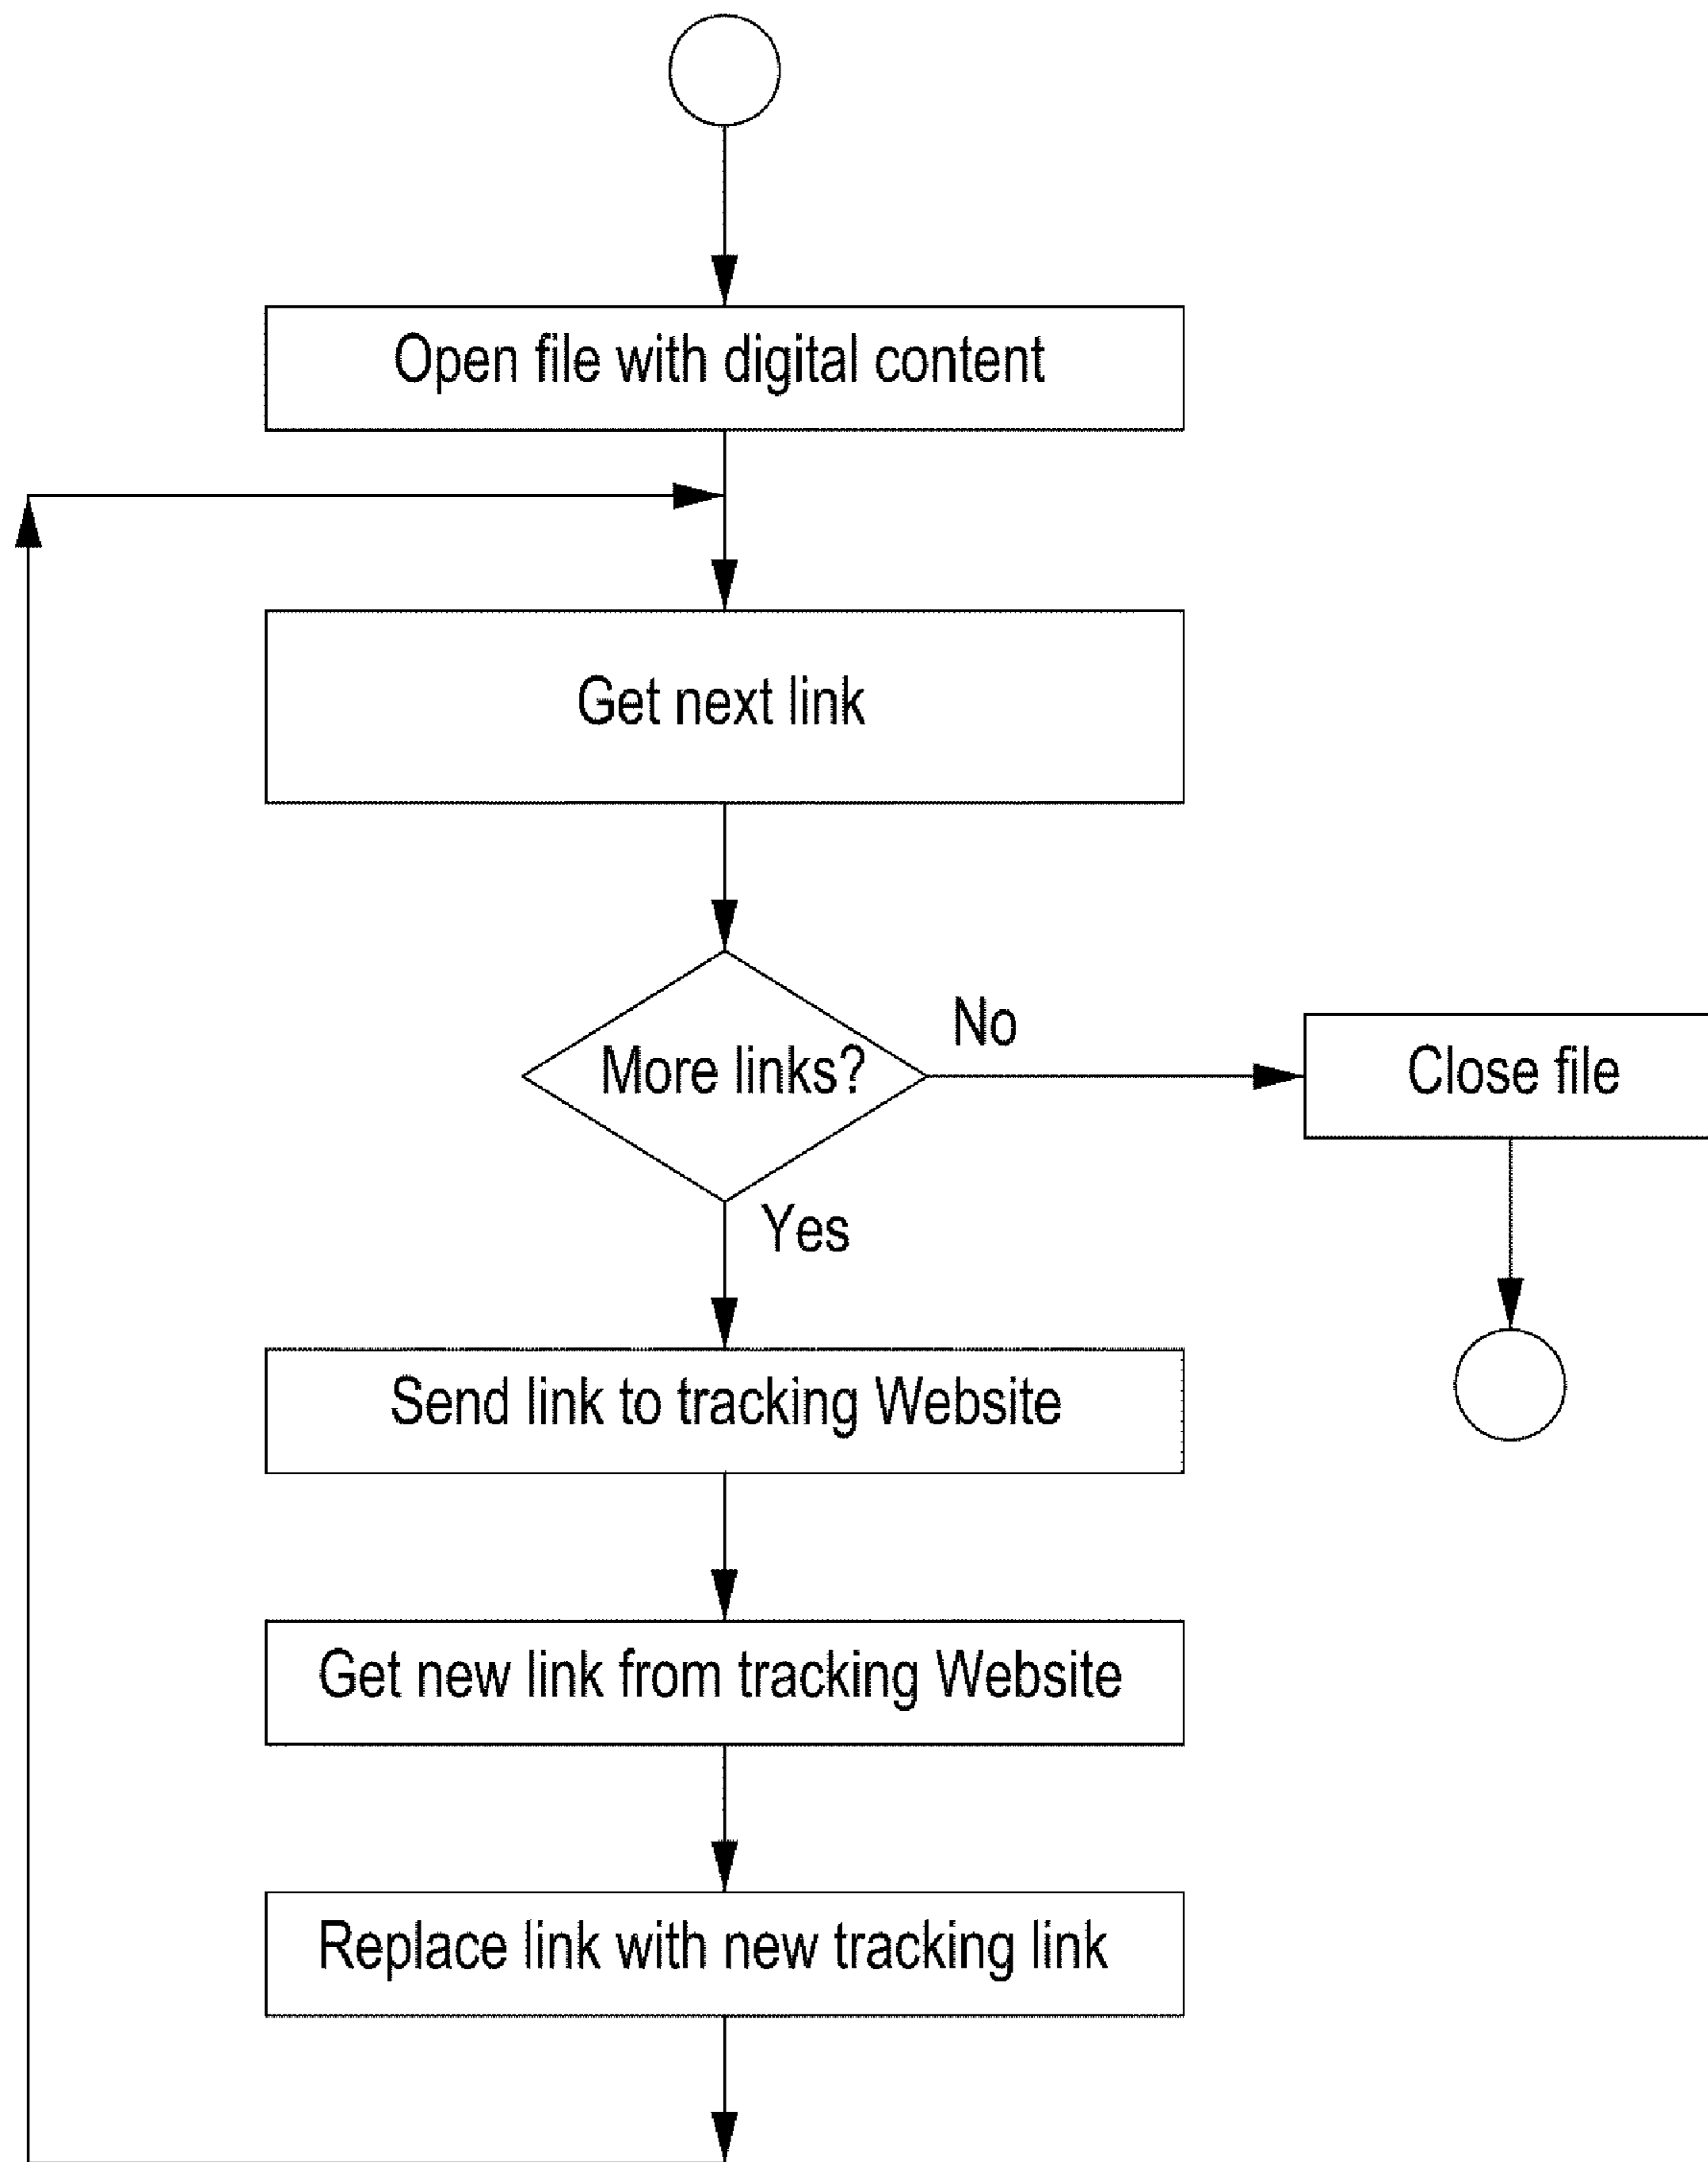 Open file with digital content
Get next link
More links?
No
Close file
Yes
Send link to tracking Website
Get new link from tracking Website
Replace link with new tracking link